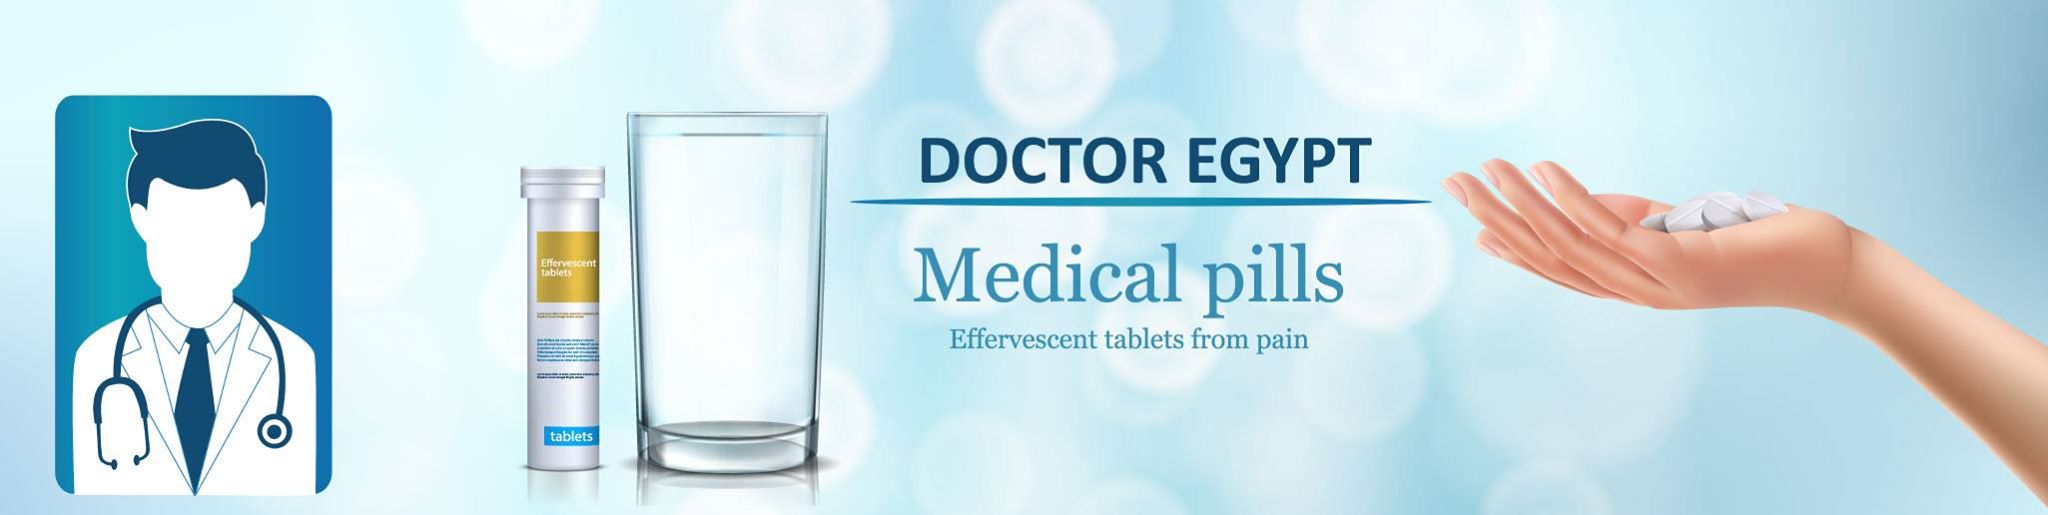 DOCTOR EGYPT
Medical pills
Effervescent tablets from pain
Effervescent
tablets
tablets